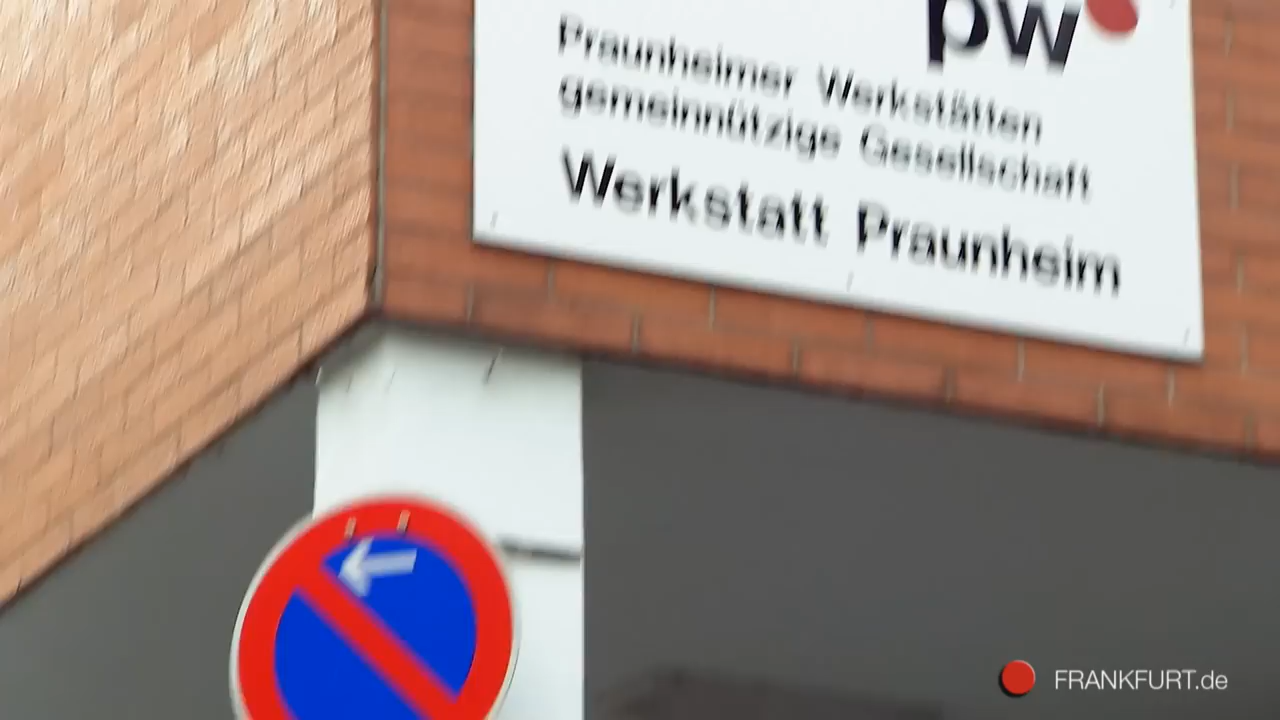 pw
Praunheimer Werkstätten
gemeinnützige Gesellschaft
Werkstatt Praunheim
FRANKFURT.de